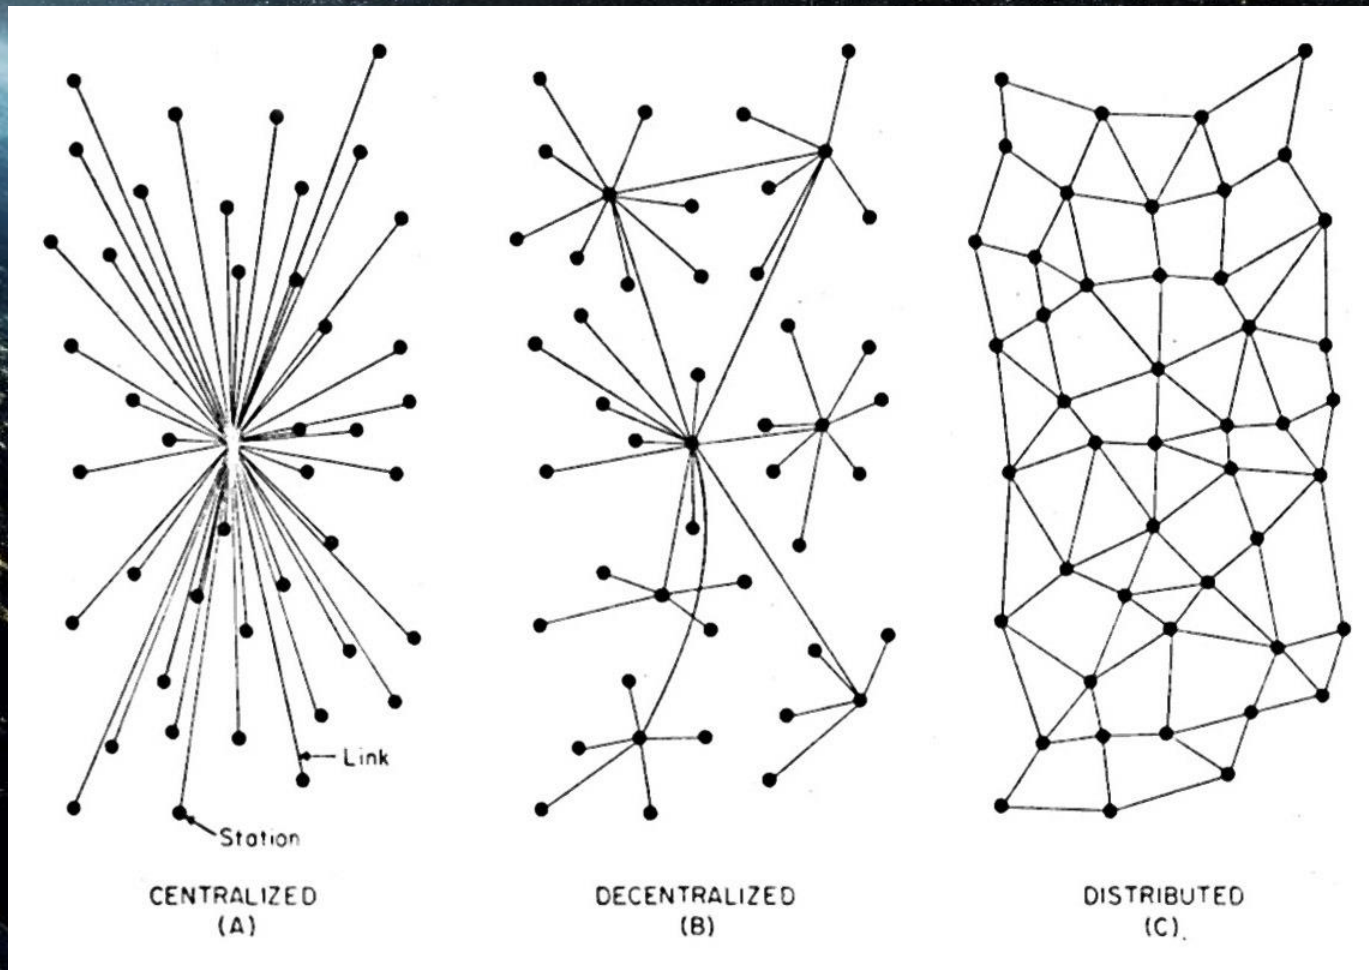 Link
Station
CENTRALIZED
(A)
DECENTRALIZED
(B)
DISTRIBUTED
(C).